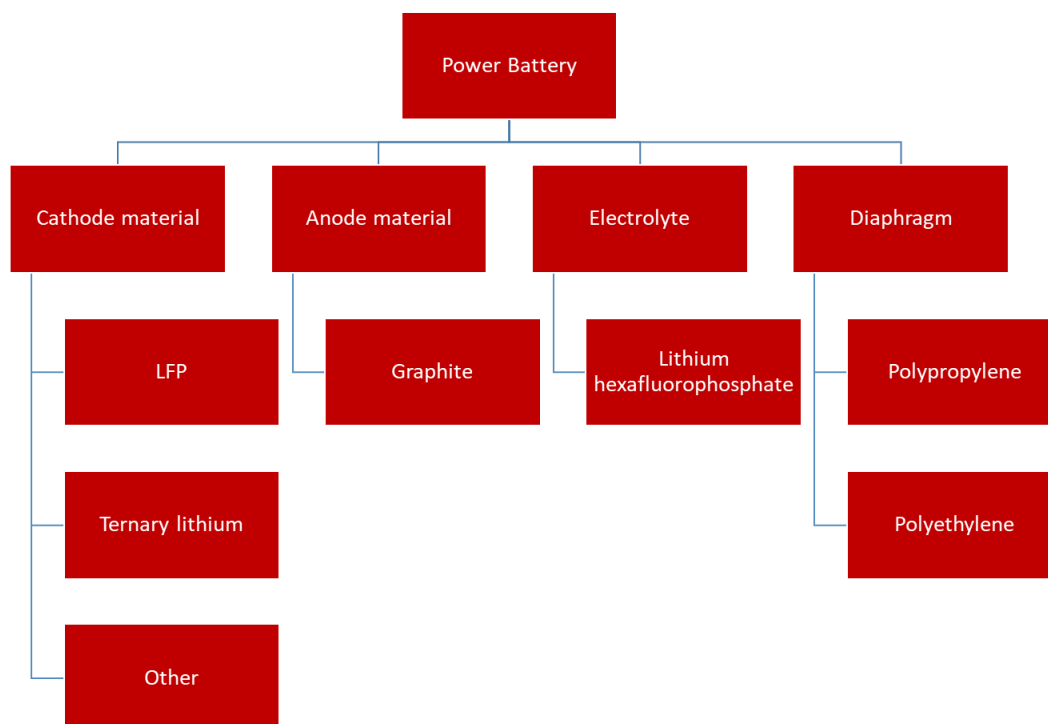 Power Battery
Cathode material
Anode material
Electrolyte
Diaphragm
LFP
Graphite
Lithium
hexafluorophosphate
Polypropylene
Ternary lithium
Polyethylene
Other